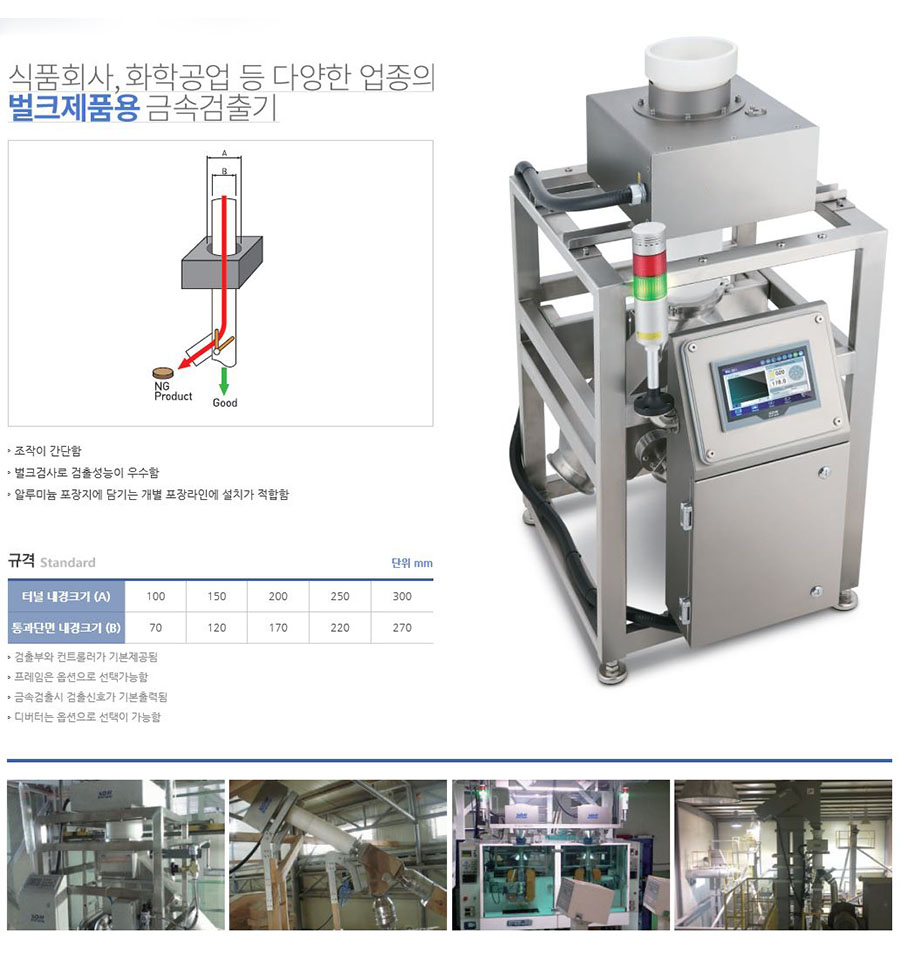 식품회사, 화학공업 등 다양한 업종의
벌크제품용 금속검출기
A
B
NG
Product
Good
조작이 간단함
벌크검사로 검출성능이 우수함
알루미늄 포장지에 담기는 개별 포장라인에 설치가 적합함
규격 Standard
단위 mm
터널 내경크기 (A) 100 150 200 250 300
통과단면 내경크기 (B) 70 120 170 220 270
검출부와 컨트롤러가 기본제공됨
프레임은 옵션으로 선택가능함
금속검출시 검출신호가 기본출력됨
디버터는 옵션으로 선택이 가능함